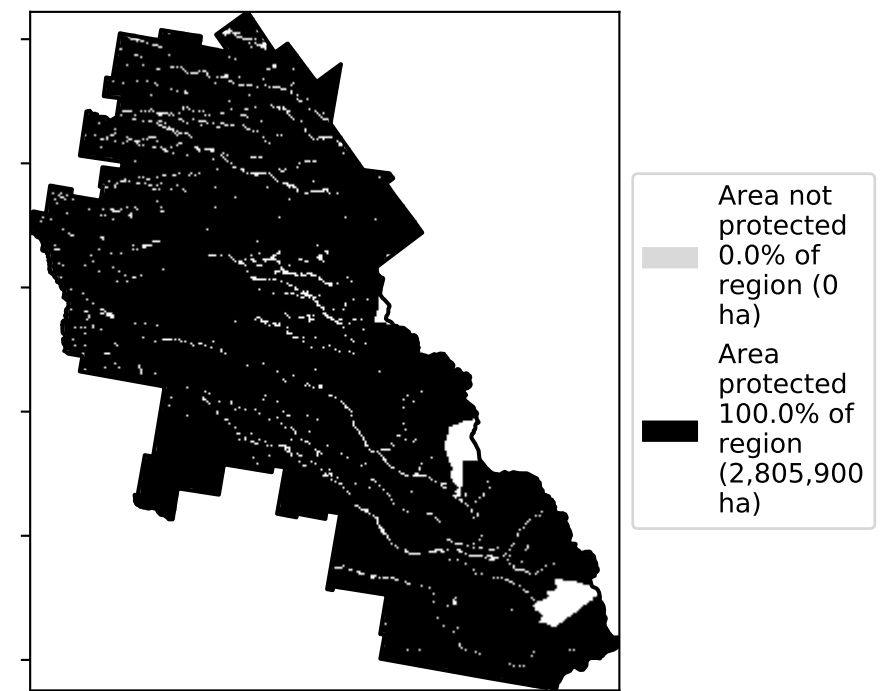 Area not
protected
0.0% of
region (0
ha)
Area
protected
100.0% of
region
(2,805,900
ha)